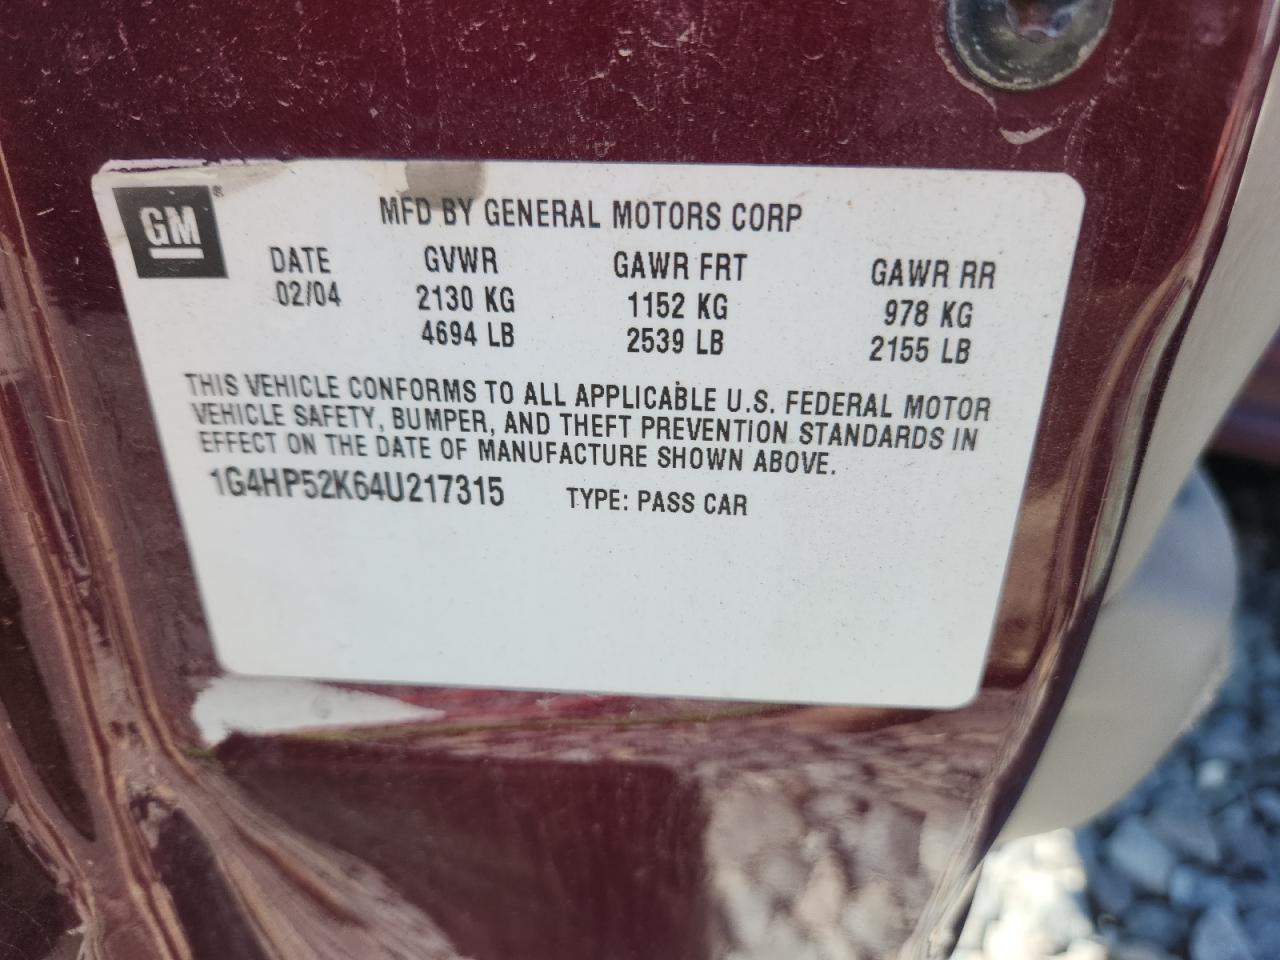 GM®
MFD BY GENERAL MOTORS CORP
DATE GVWR GAWR FRT GAWR RR
02/04 2130 KG 1152 KG 978 KG
4694 LB 2539 LB 2155 LB
THIS VEHICLE CONFORMS TO ALL APPLICABLE U.S. FEDERAL MOTOR
VEHICLE SAFETY, BUMPER, AND THEFT PREVENTION STANDARDS IN
EFFECT ON THE DATE OF MANUFACTURE SHOWN ABOVE.
1G4HP52K64U217315 TYPE: PASS CAR